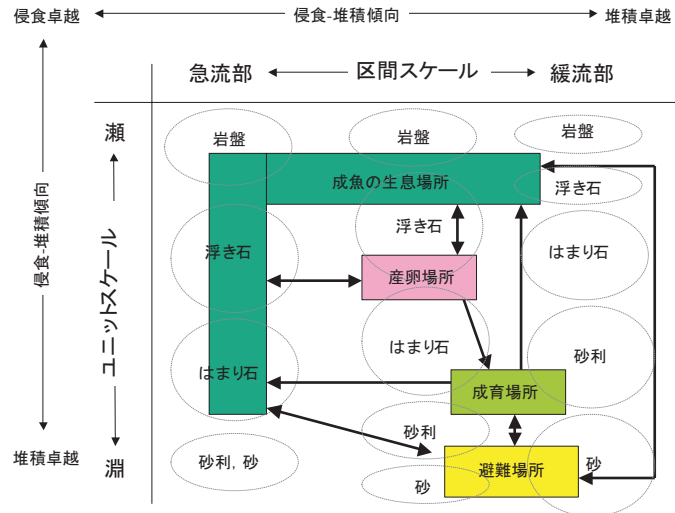 侵食卓越
侵食-堆積傾向
堆積卓越
急流部
区間スケール
緩流部
瀬
岩盤
岩盤
岩盤
成魚の生息場所
浮き石
浮き石
浮き石
はまり石
産卵場所
侵食-堆積傾向
ユニットスケール
はまり石
はまり石
砂利
成育場所
砂利
堆積卓越
淵
砂利, 砂
避難場所
砂
砂